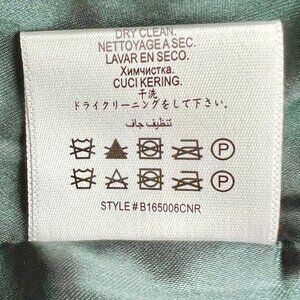 DRY CLEAN.
NETTOYAGE A SEC.
LAVAR EN SECO.
Химчистка.
CUCI KERING.
干洗
ドライクリーニングをして下さい。
تنظيف جاف
P
P
STYLE # B165006CNR